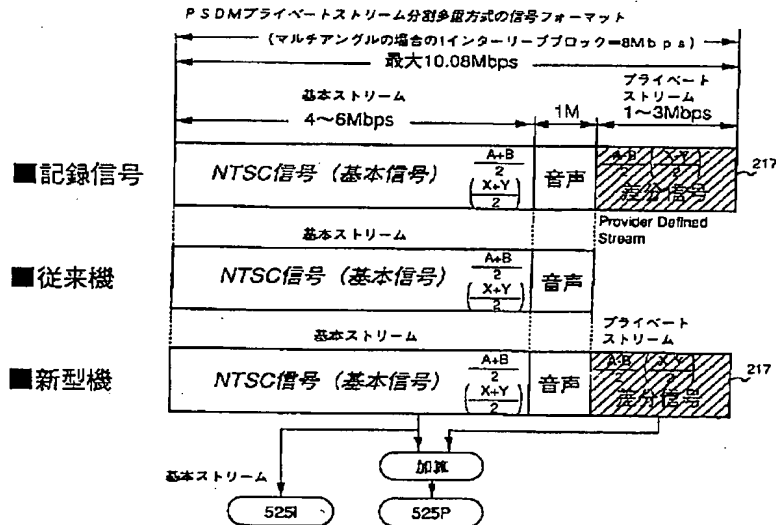 PSDMプライベートストリーム分割多重方式の信号フォーマット
(マルチアングルの場合の1インターリーブブロック=8Mbps)
最大10.08Mbps
基本ストリーム
4〜6Mbps
1M
プライベート
ストリーム
1〜3Mbps
■記録信号
NTSC信号(基本信号)
A+B
2
(X+Y
2)
音声
A-B
2
(X-Y
2)
差分信号
217
Provider Defined
Stream
基本ストリーム
■従来機
NTSC信号(基本信号)
A+B
2
(X+Y
2)
音声
基本ストリーム
プライベート
ストリーム
■新型機
NTSC信号(基本信号)
A+B
2
(X+Y
2)
音声
A-B
2
(X-Y
2)
差分信号
217
基本ストリーム
加算
525I
525P